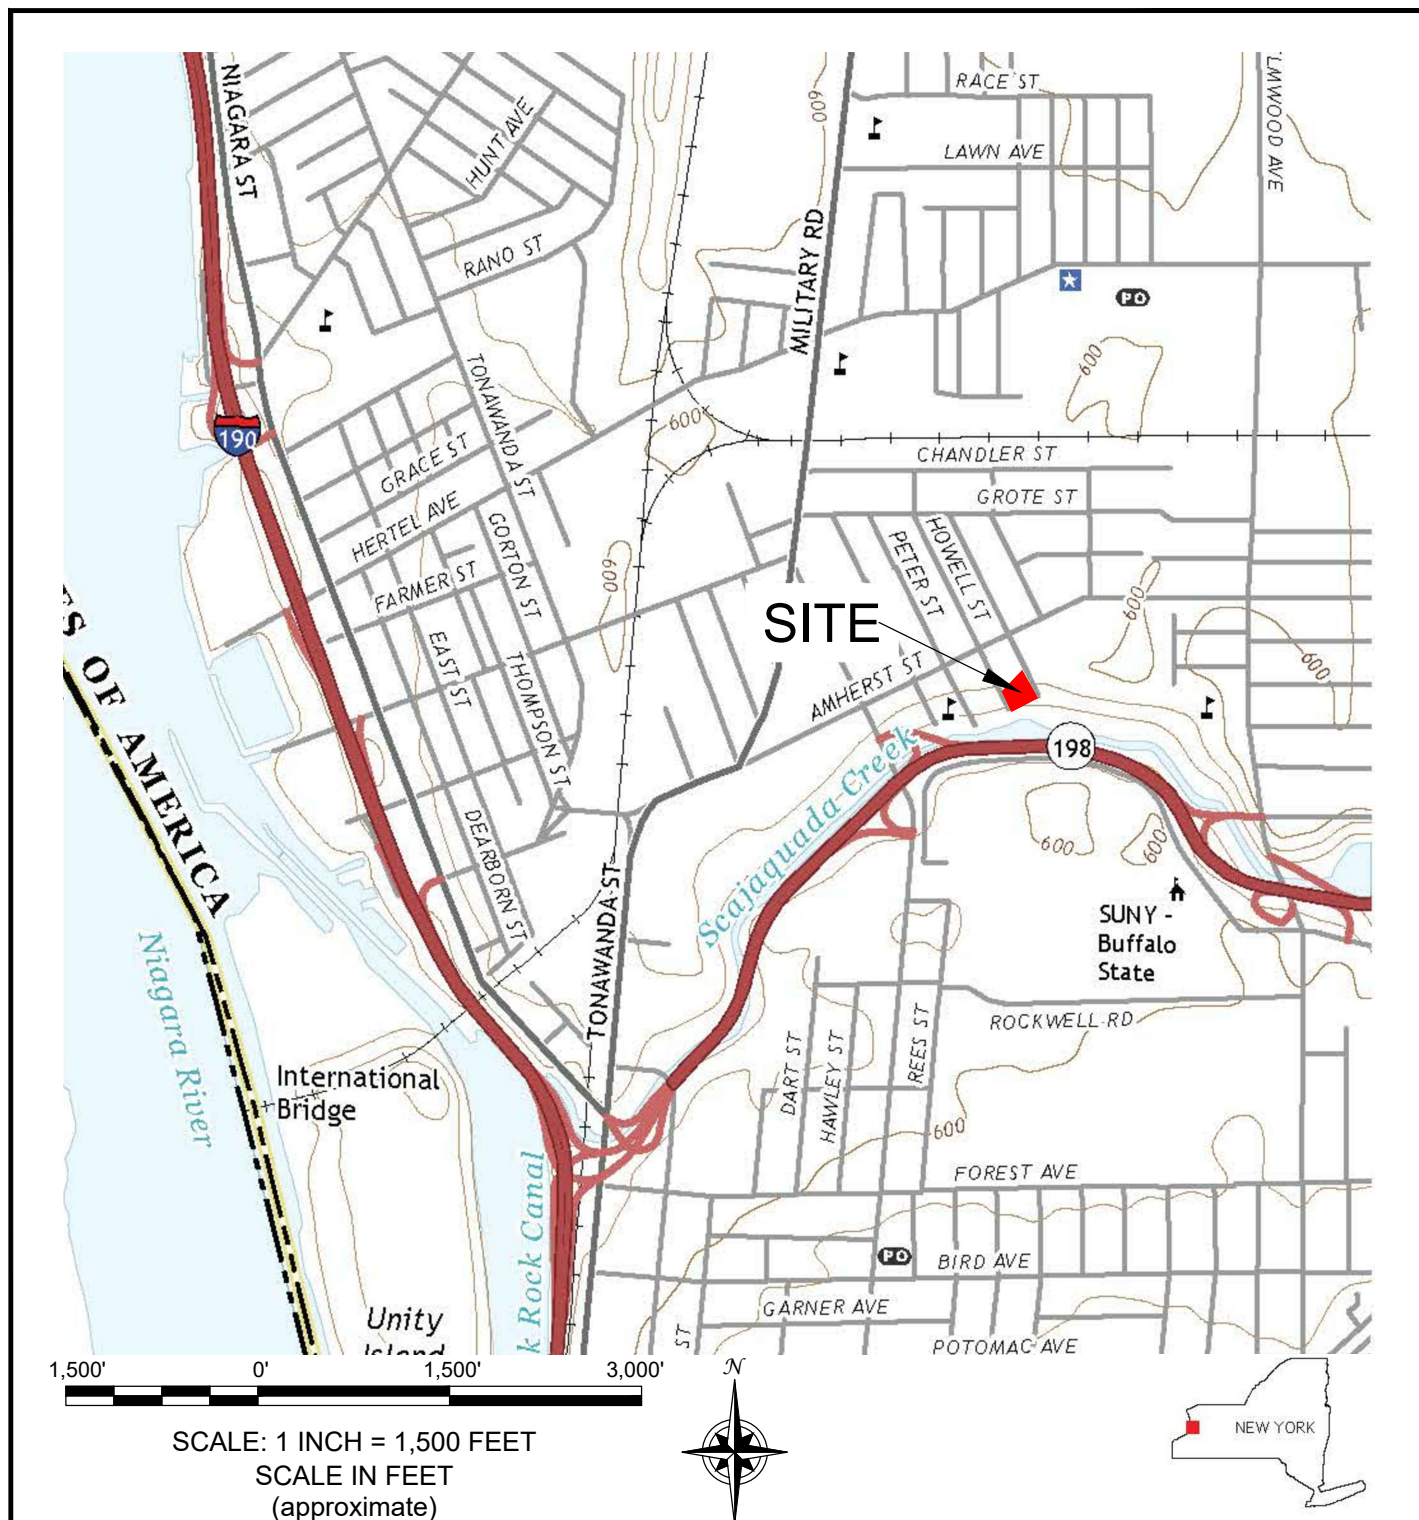 RACE ST
LMWOOD AVE
NIAGARA ST
HUNT AVE
600
LAWN AVE
RANO ST
MILITARY RD
PO
600
TONAWANDA ST
190
600
GRACE ST
CHANDLER ST
GROTE ST
HERTEL AVE
GORTON ST
HOWELL ST
PETER ST
FARMER ST
600
600
SITE
ES OF AMERICA
EAST ST
THOMPSON ST
AMHERST ST
600
198
Scajaquada Creek
DEARBORN ST
600
600
SUNY -
Buffalo
State
TONAWANDA ST
Niagara River
ROCKWELL RD
DART ST
HAWLEY ST
REES ST
International
Bridge
600
FOREST AVE
k Rock Canal
PO
BIRD AVE
GARNER AVE
Unity
Island
ST
POTOMAC AVE
1,500'
0'
1,500'
3,000'
N
SCALE: 1 INCH = 1,500 FEET
SCALE IN FEET
(approximate)
NEW YORK